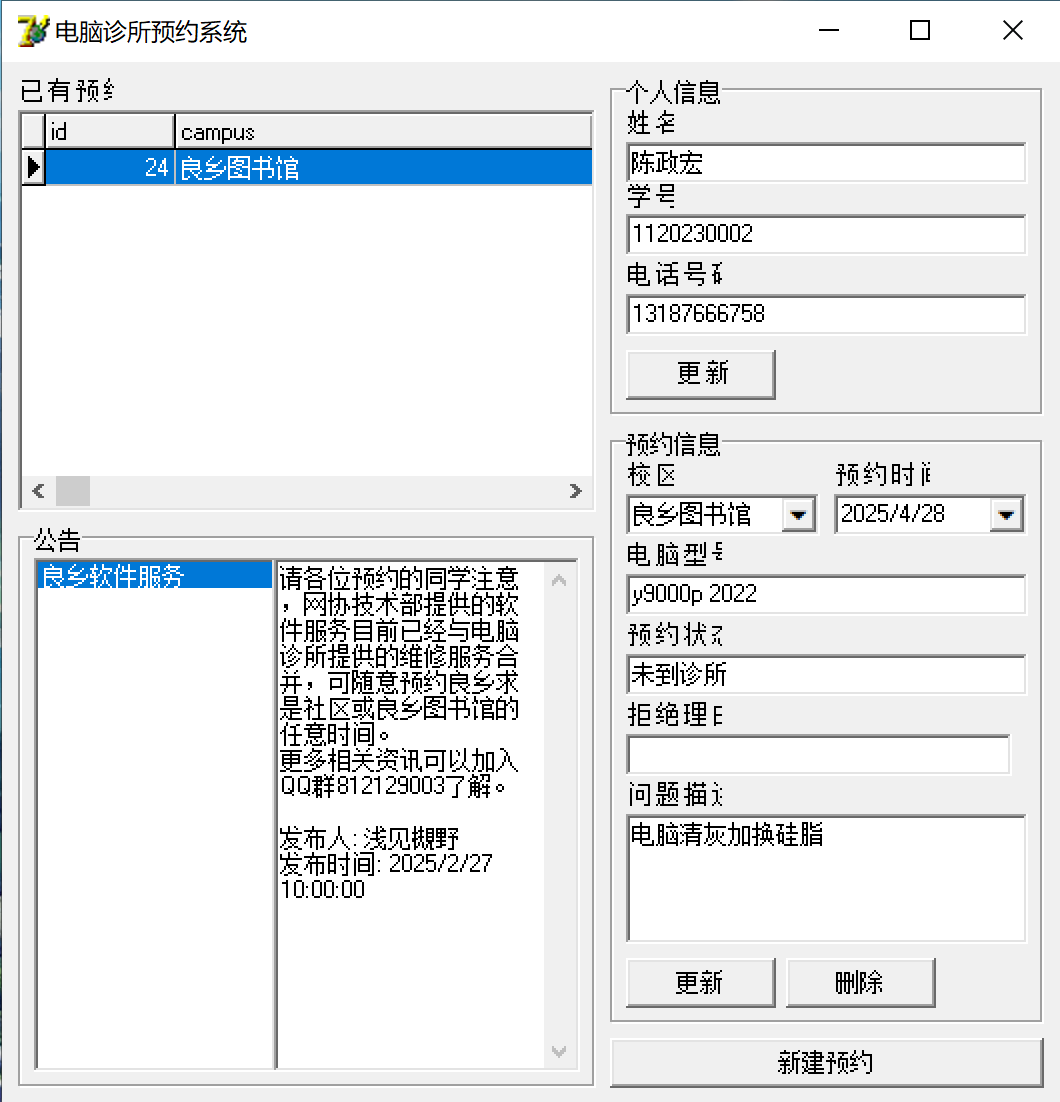 电脑诊所预约系统
已有预约
id campus
24 良乡图书馆
公告
良乡软件服务
请各位预约的同学注意
，网协技术部提供的软
件服务目前已经与电脑
诊所提供的维修服务合
并，可随意预约良乡求
是社区或良乡图书馆的
任意时间。
更多相关资讯可以加入
QQ群812129003了解。
发布人: 浅见槻野
发布时间: 2025/2/27
10:00:00
个人信息
姓名
陈政宏
学号
1120230002
电话号码
13187666758
更新
预约信息
校区 预约时间
良乡图书馆 2025/4/28
电脑型号
y9000p 2022
预约状态
未到诊所
拒绝理由
问题描述
电脑清灰加换硅脂
更新 删除
新建预约